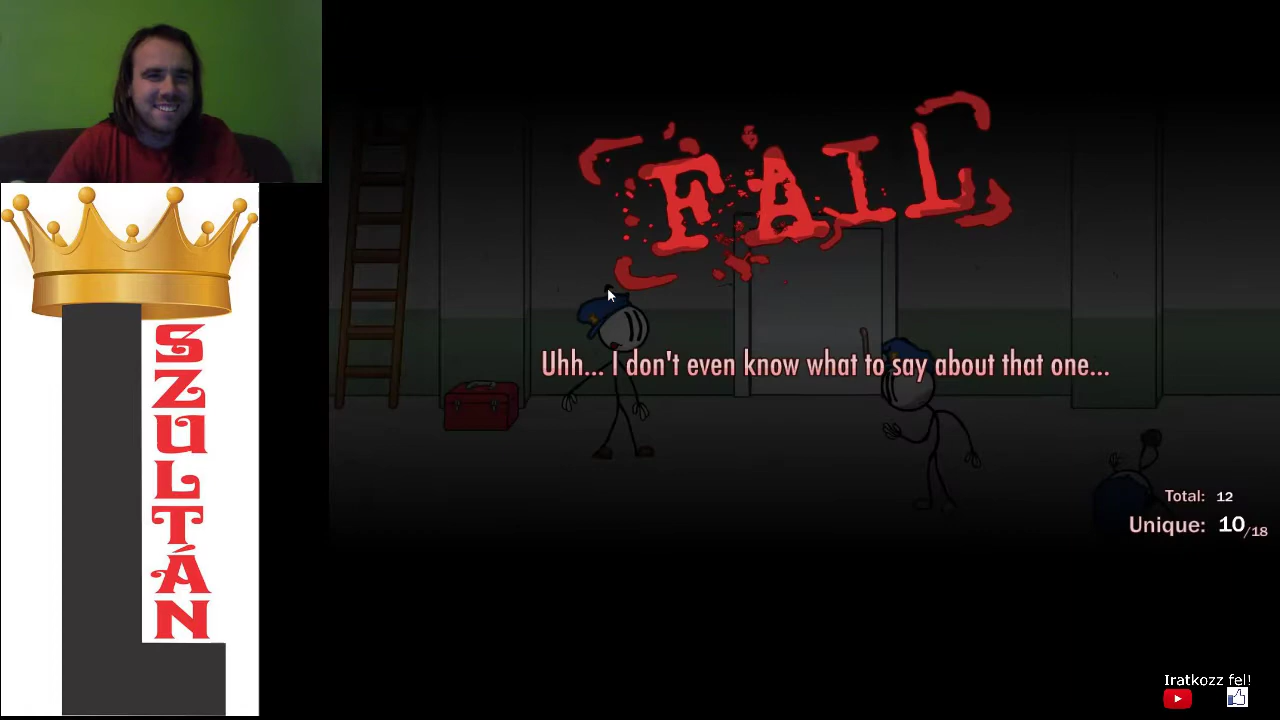 FAIL
Uhh... I don't even know what to say about that one...
L
SZULTÁN
Total: 12
Unique: 10/18
Iratkozz fel!